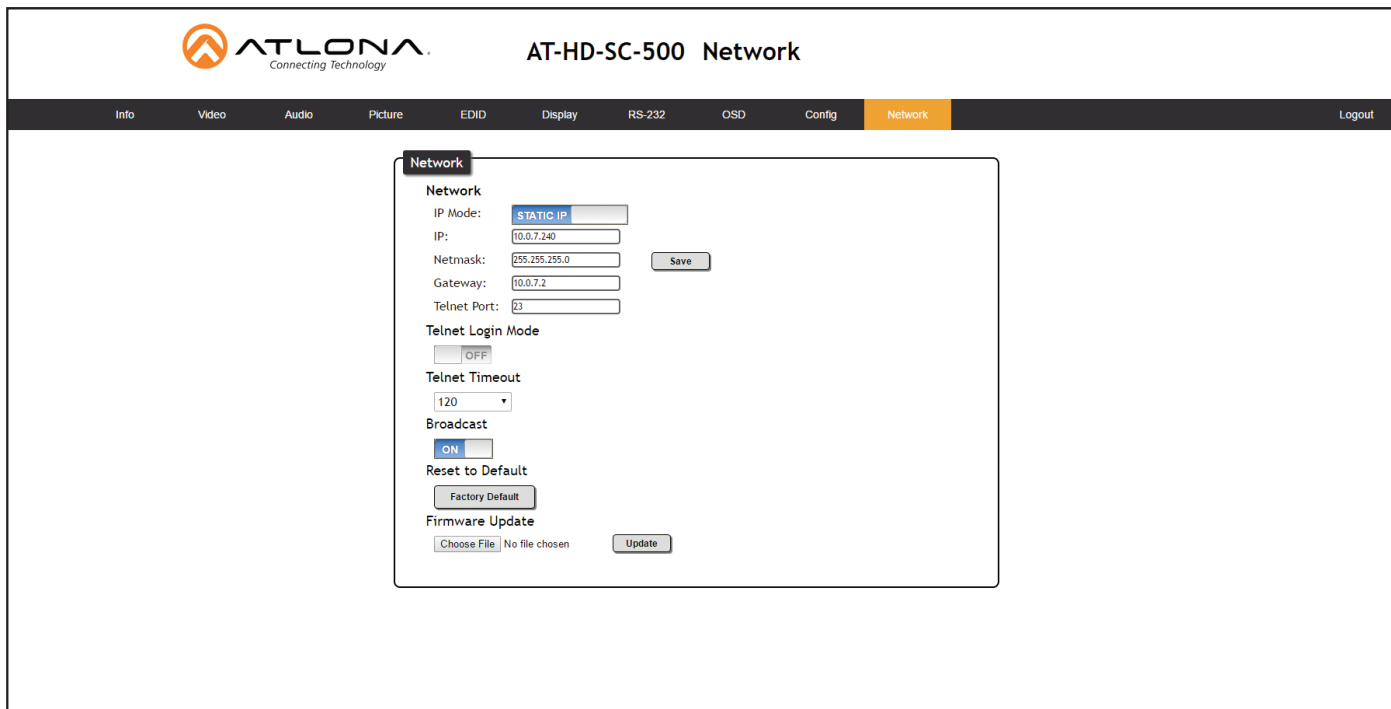 ATLONA.
Connecting Technology
AT-HD-SC-500 Network
Info Video Audio Picture EDID Display RS-232 OSD Config Network Logout
Network
Network
IP Mode: STATIC IP
IP: 10.0.7.240
Netmask: 255.255.255.0 Save
Gateway: 10.0.7.2
Telnet Port: 23
Telnet Login Mode
OFF
Telnet Timeout
120
Broadcast
ON
Reset to Default
Factory Default
Firmware Update
Choose File No file chosen Update